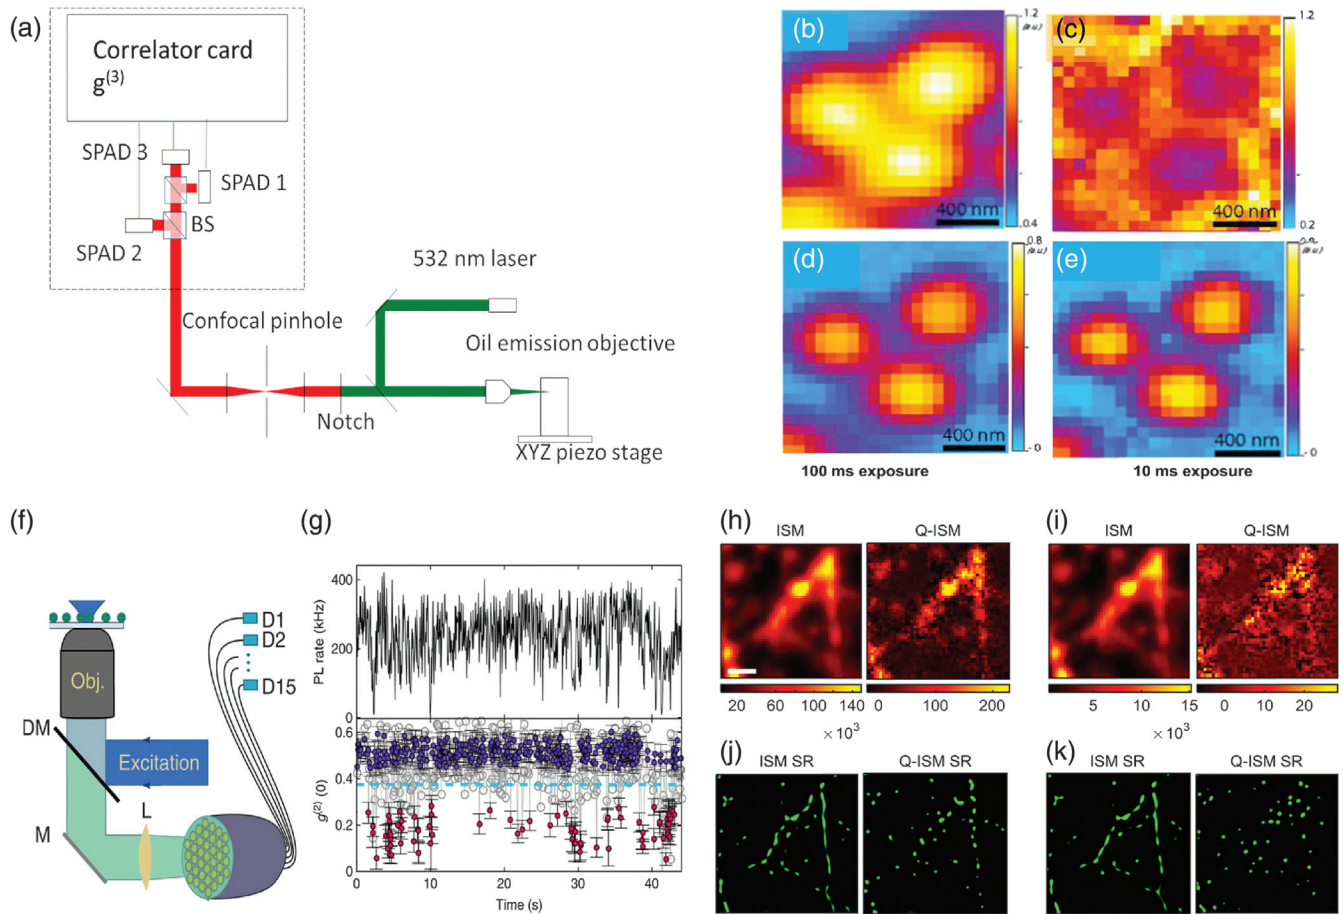 (a)
Correlator card
g(3)
SPAD 3
SPAD 1
BS
SPAD 2
532 nm laser
Confocal pinhole
Oil emission objective
Notch
XYZ piezo stage
(b)
1.2
(a.u.)
400 nm
0.4
(c)
1.2
400 nm
0.2
(d)
0.8
(a.u.)
400 nm
0
100 ms exposure
(e)
(a.u.)
400 nm
0
10 ms exposure
(f)
D1
D2
D15
Obj.
DM
Excitation
L
M
(g)
400
200
0
PL rate (kHz)
0.6
0.4
0.2
0
g(2) (0)
0 10 20 30 40
Time (s)
(h)
ISM
Q-ISM
20 60 100 140
0 100 200
× 10³
(i)
ISM
Q-ISM
5 10 15
0 10 20
× 10³
(j)
ISM SR
Q-ISM SR
(k)
ISM SR
Q-ISM SR